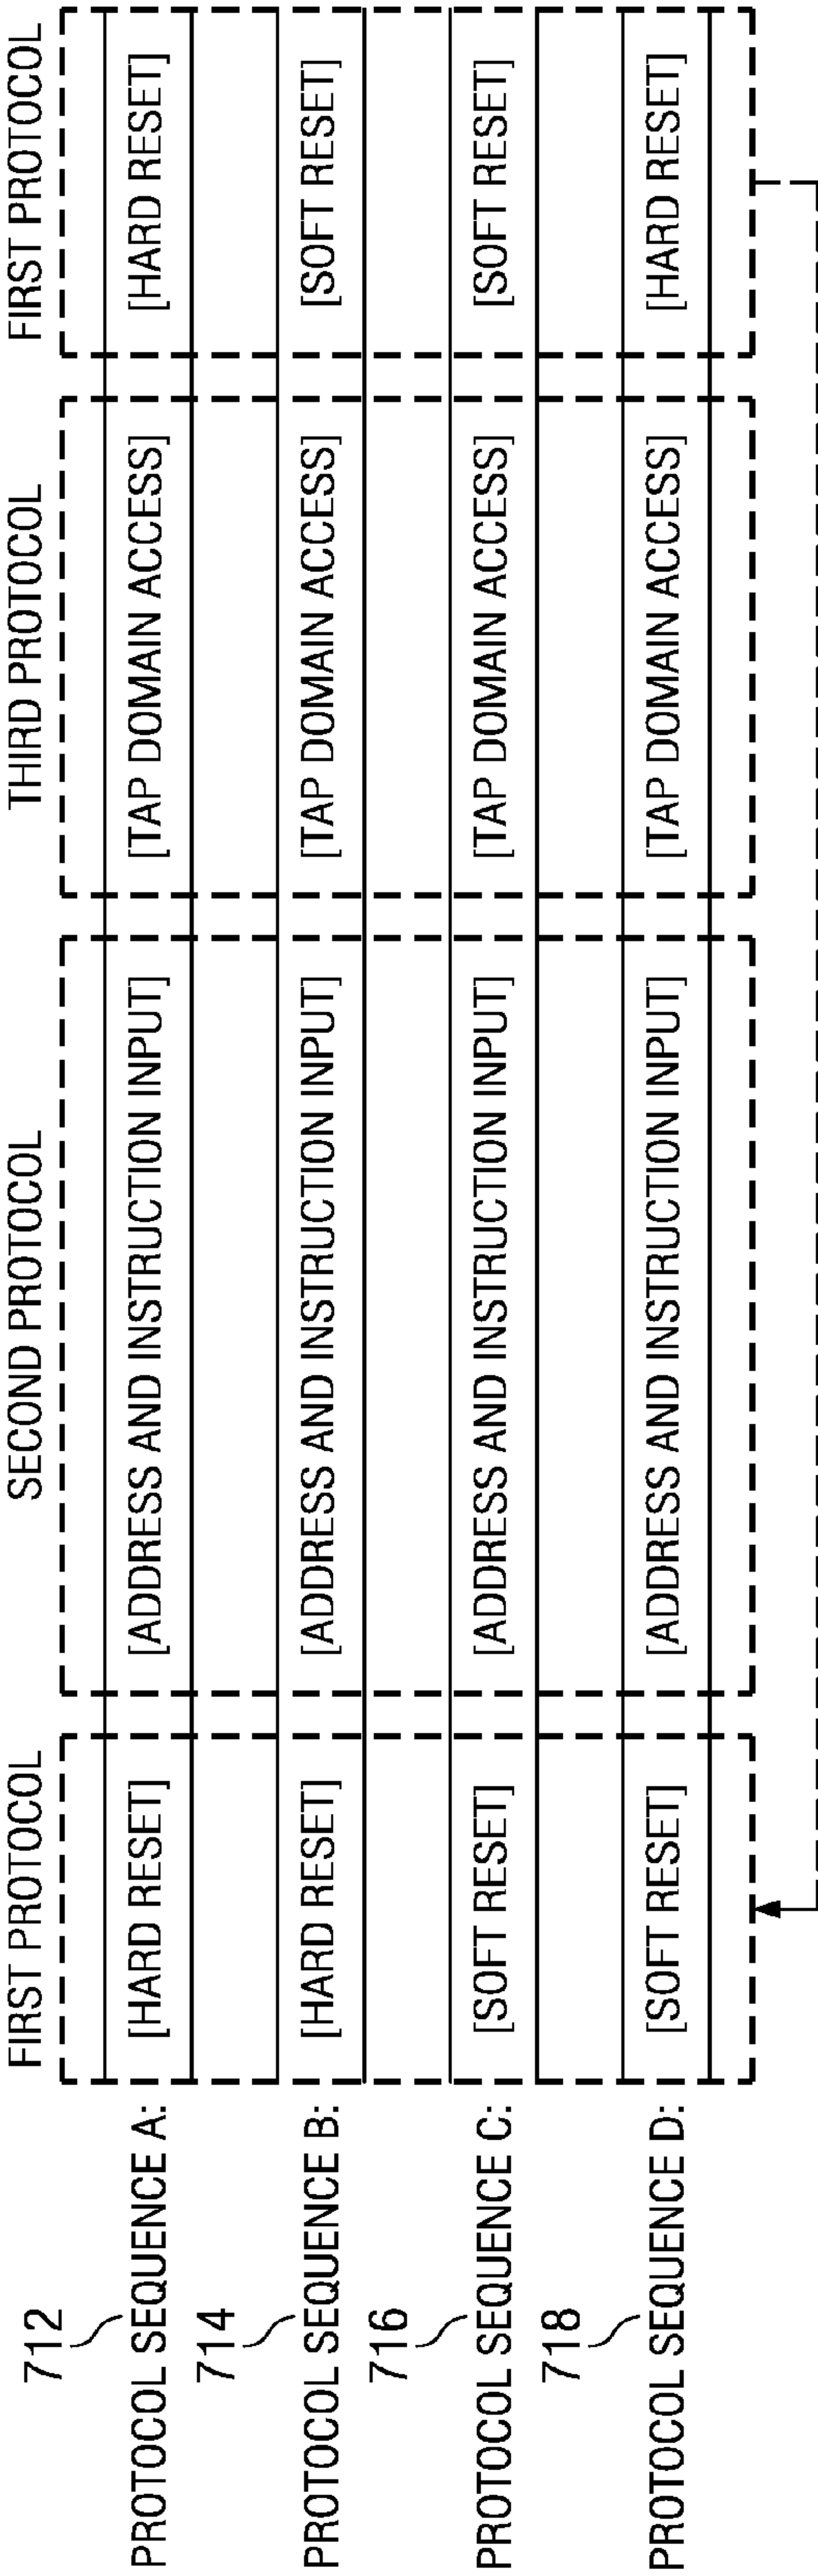 FIRST PROTOCOL SECOND PROTOCOL THIRD PROTOCOL FIRST PROTOCOL
712
PROTOCOL SEQUENCE A: [HARD RESET] [ADDRESS AND INSTRUCTION INPUT] [TAP DOMAIN ACCESS] [HARD RESET]
714
PROTOCOL SEQUENCE B: [HARD RESET] [ADDRESS AND INSTRUCTION INPUT] [TAP DOMAIN ACCESS] [SOFT RESET]
716
PROTOCOL SEQUENCE C: [SOFT RESET] [ADDRESS AND INSTRUCTION INPUT] [TAP DOMAIN ACCESS] [SOFT RESET]
718
PROTOCOL SEQUENCE D: [SOFT RESET] [ADDRESS AND INSTRUCTION INPUT] [TAP DOMAIN ACCESS] [HARD RESET]